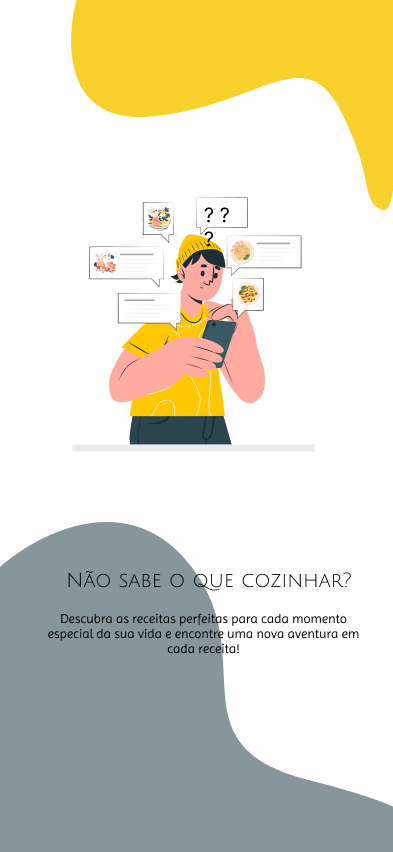 ? ?
?
Não sabe o que cozinhar?
Descubra as receitas perfeitas para cada momento
especial da sua vida e encontre uma nova aventura em
cada receita!